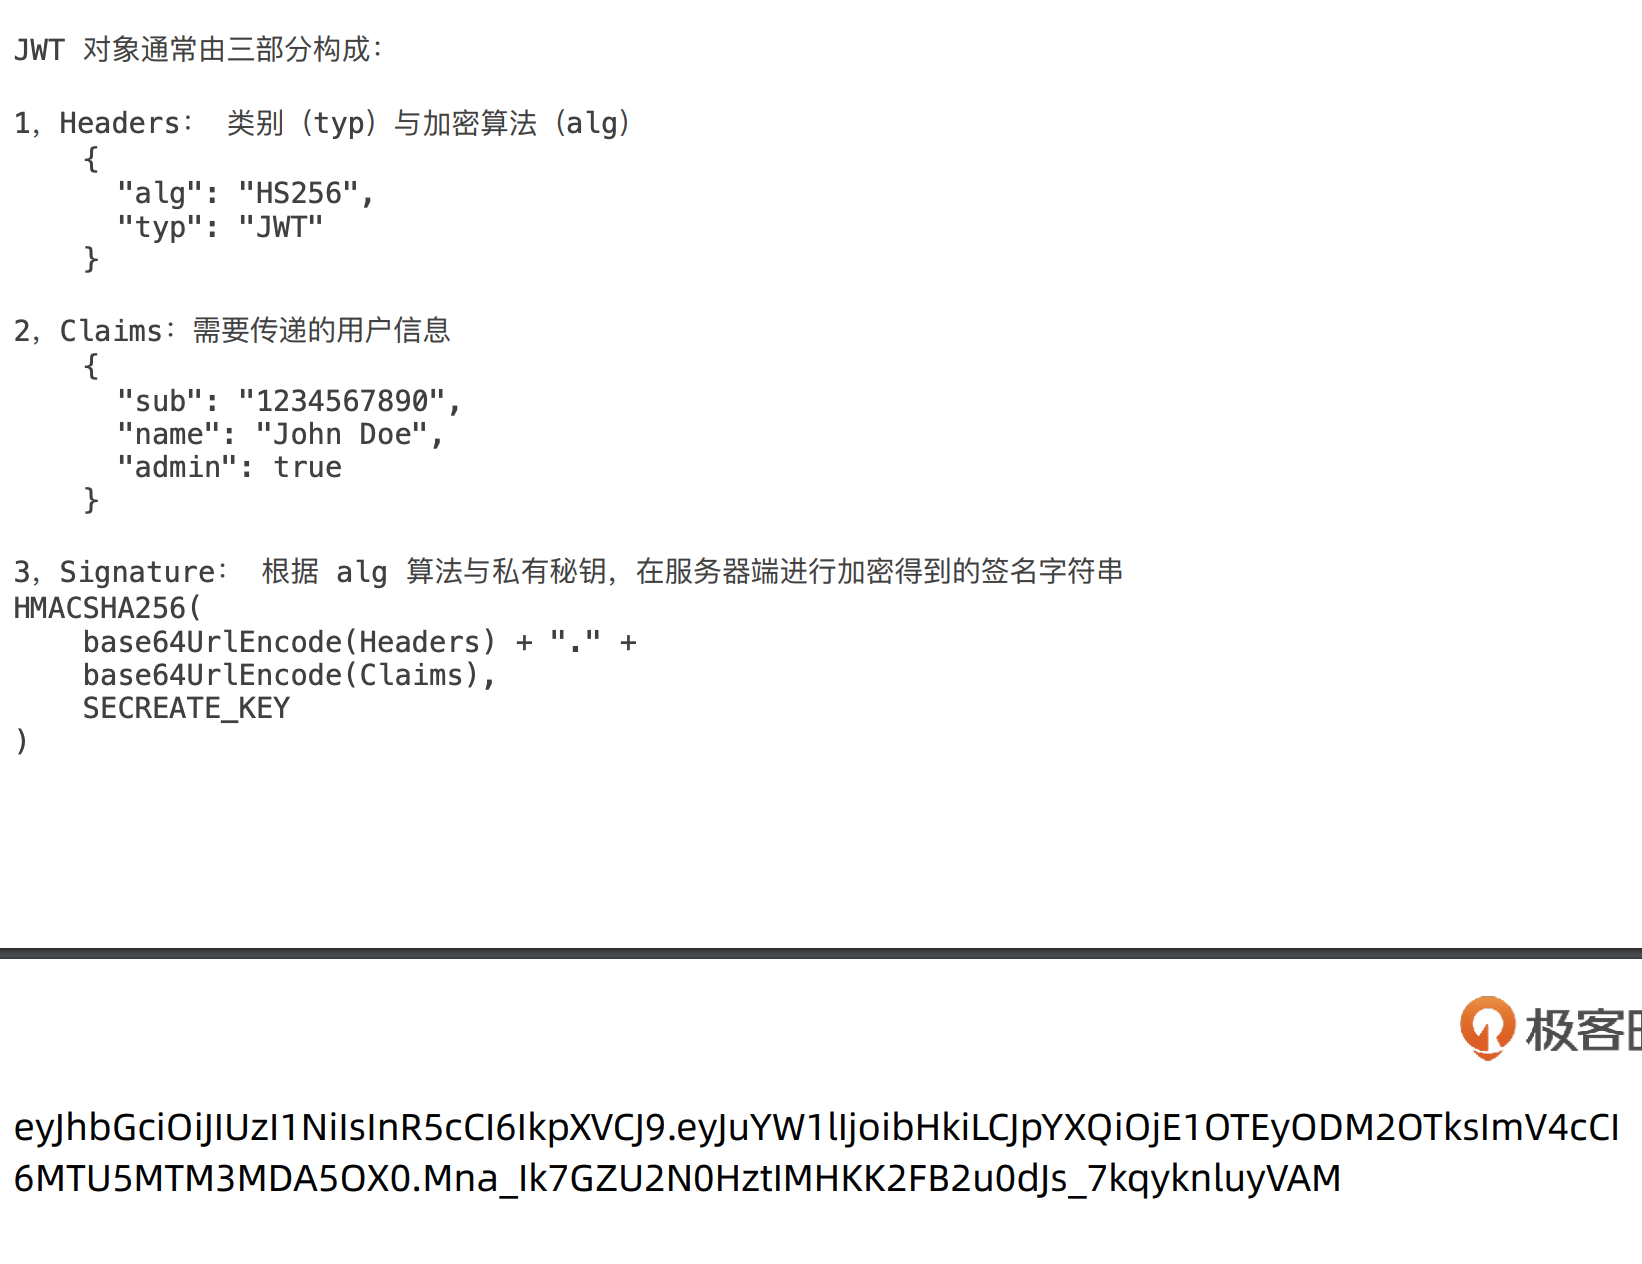 JWT 对象通常由三部分构成：
1，Headers： 类别（typ）与加密算法（alg）
{
"alg": "HS256",
"typ": "JWT"
}
2，Claims：需要传递的用户信息
{
"sub": "1234567890",
"name": "John Doe",
"admin": true
}
3，Signature： 根据 alg 算法与私有秘钥，在服务器端进行加密得到的签名字符串
HMACSHA256(
base64UrlEncode(Headers) + "." +
base64UrlEncode(Claims),
SECREATE_KEY
)
极客
eyJhbGciOiJIUzI1NiIsInR5cCI6IkpXVCJ9.eyJuYW1lIjoibHkiLCJpYXQiOjE1OTEyODM2OTksImV4cCI
6MTU5MTM3MDA5OX0.Mna_Ik7GZU2N0HztIMHKK2FB2u0dJs_7kqyknluyVAM